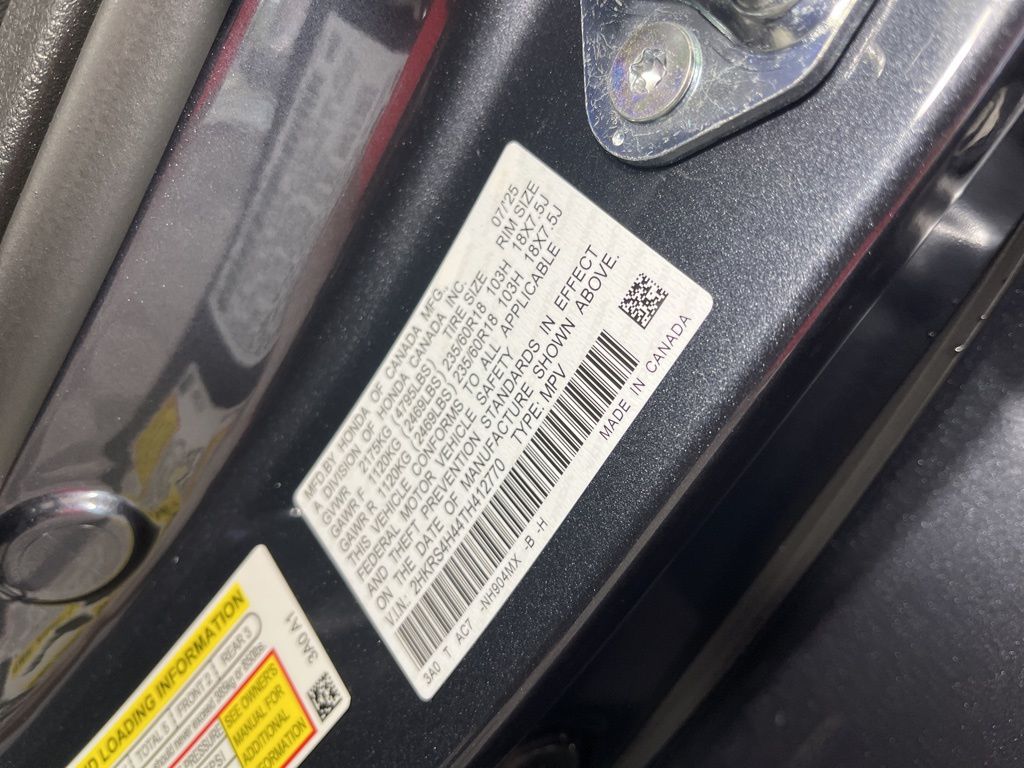 MFD.BY HONDA OF CANADA MFG. 07/25
A DIVISION OF HONDA CANADA INC.
GVWR 2175KG (4795LBS) TIRE SIZE RIM SIZE
GAWR F 1120KG (2469LBS) 235/60R18 103H 18X7.5J
GAWR R 1120KG (2469LBS) 235/60R18 103H 18X7.5J
THIS VEHICLE CONFORMS TO ALL APPLICABLE
FEDERAL MOTOR VEHICLE SAFETY
AND THEFT PREVENTION STANDARDS IN EFFECT
ON THE DATE OF MANUFACTURE SHOWN ABOVE.
V.I.N.: 2HKRS4H44TH412770 TYPE: MPV
3A0 T AC7 -NH904MX -B -H MADE IN CANADA
LOADING INFORMATION
TOTAL 5 FRONT 2 REAR 3
3A0 A1
SEE OWNER'S
MANUAL FOR
ADDITIONAL
INFORMATION